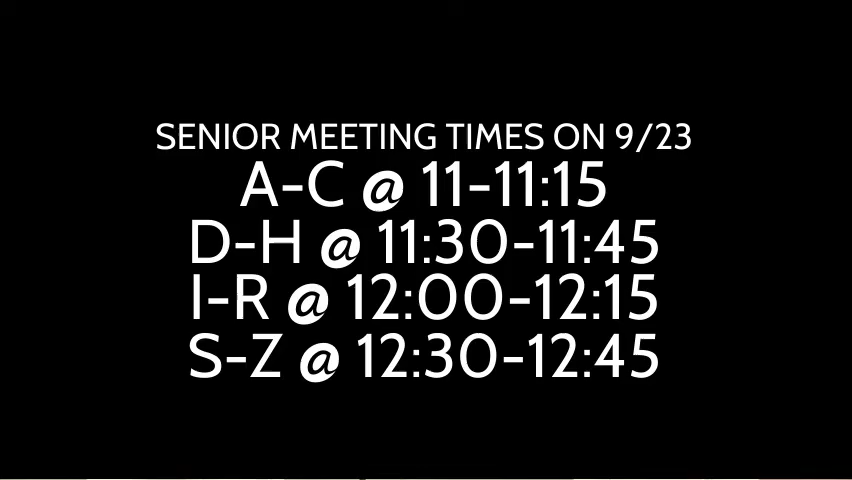 SENIOR MEETING TIMES ON 9/23
A-C @ 11-11:15
D-H @ 11:30-11:45
I-R @ 12:00-12:15
S-Z @ 12:30-12:45